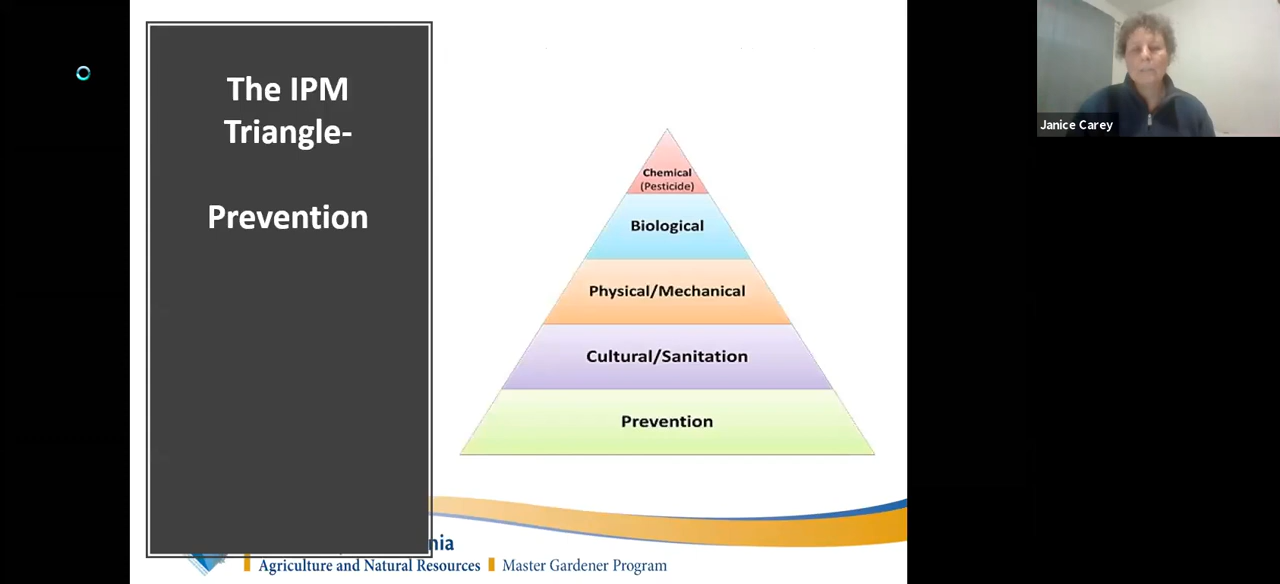 The IPM
Triangle-
Prevention
Chemical
(Pesticide)
Biological
Physical/Mechanical
Cultural/Sanitation
Prevention
Janice Carey
Agriculture and Natural Resources
Master Gardener Program